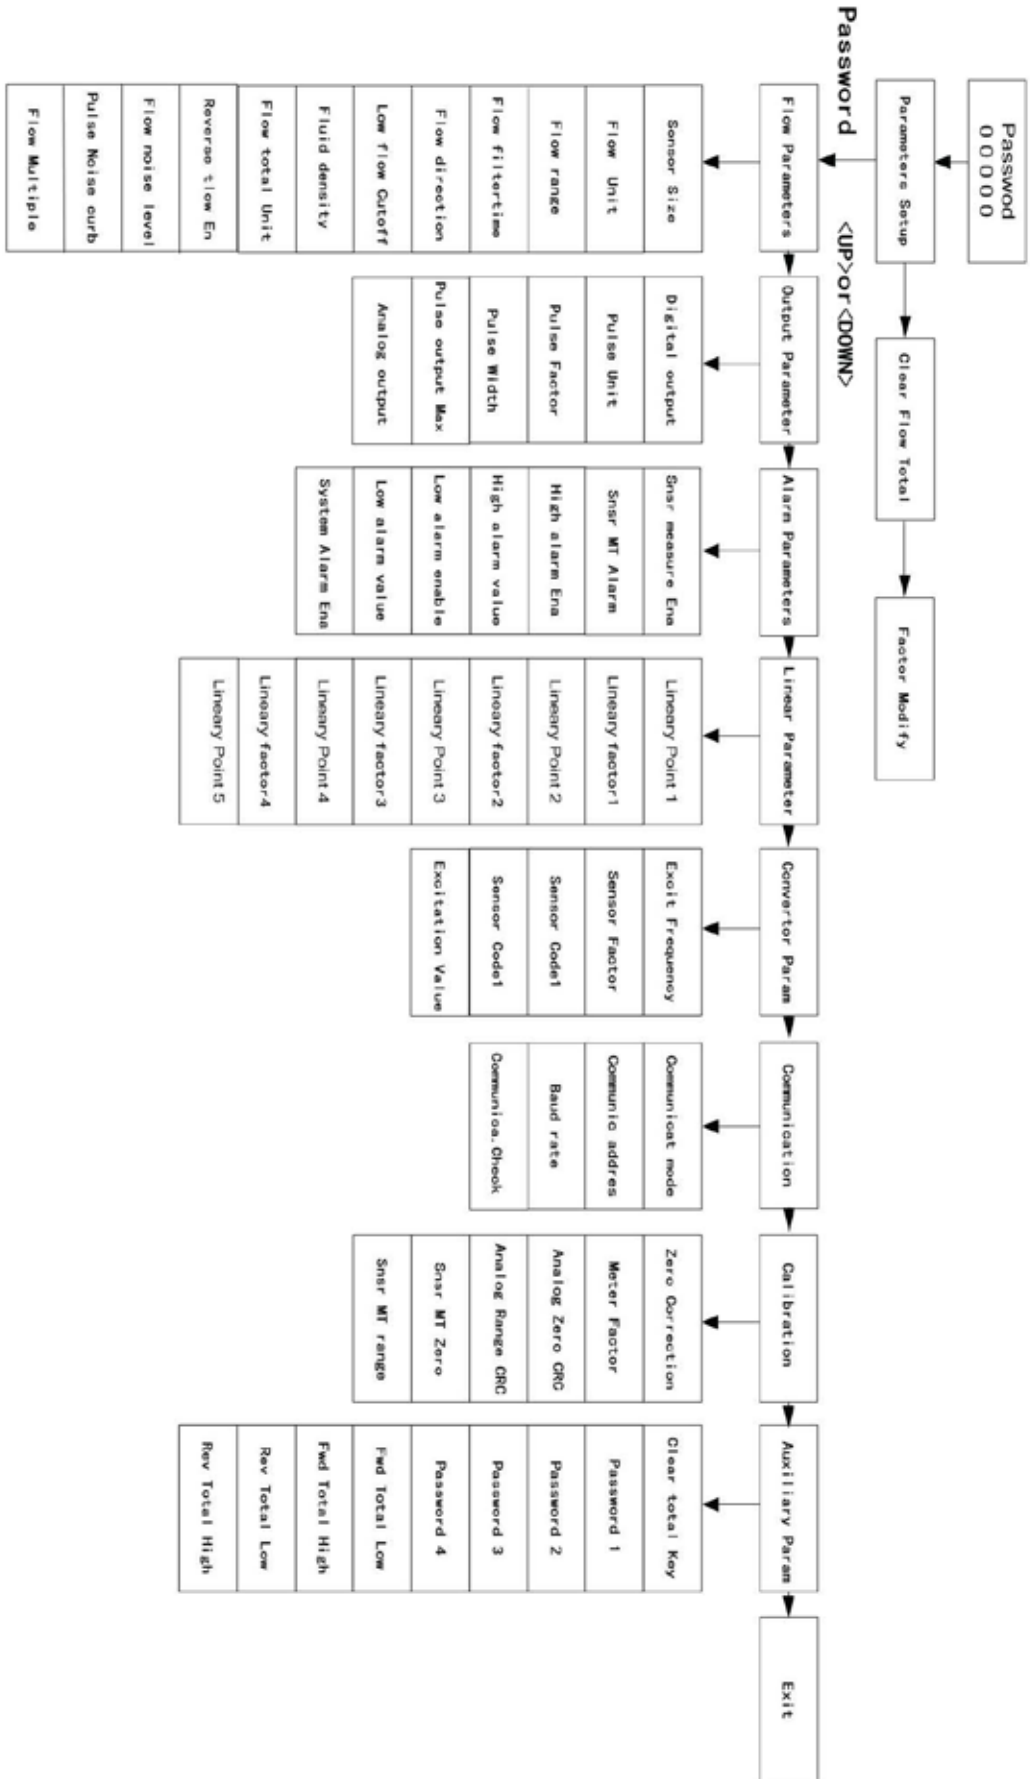 Passwod
00000
Parameters Setup
Clear Flow Total
Factor Modify
Password
<UP>or<DOWN>
Flow Parameters
Output Parameter
Alarm Parameters
Linear Parameter
Convertor Param
Communication
Calibration
Auxiliary Param
Exit
Sensor Size
Flow Unit
Flow range
Flow filtertime
Flow direction
Low flow Cutoff
Fluid density
Flow total Unit
Reverse tlow En
Flow noise level
Pulse Noise curb
Flow Multiple
Digital output
Pulse Unit
Pulse Factor
Pulse Width
Pulse output Max
Analog output
Snsr measure Ena
Snsr MT Alarm
High alarm Ena
High alarm value
Low alarm enable
Low alarm value
System Alarm Ena
Lineary Point 1
Lineary factor1
Lineary Point 2
Lineary factor2
Lineary Point 3
Lineary factor3
Lineary Point 4
Lineary factor4
Lineary Point 5
Excit Frequency
Sensor Factor
Sensor Code1
Sensor Code1
Excitation Value
Communicat mode
Communic addres
Baud rate
Communica.Check
Zero Correction
Meter Factor
Analog Zero CRC
Analog Range CRC
Snsr MT Zero
Snsr MT range
Clear total Key
Password 1
Password 2
Password 3
Password 4
Fwd Total Low
Fwd Total High
Rev Total Low
Rev Total High